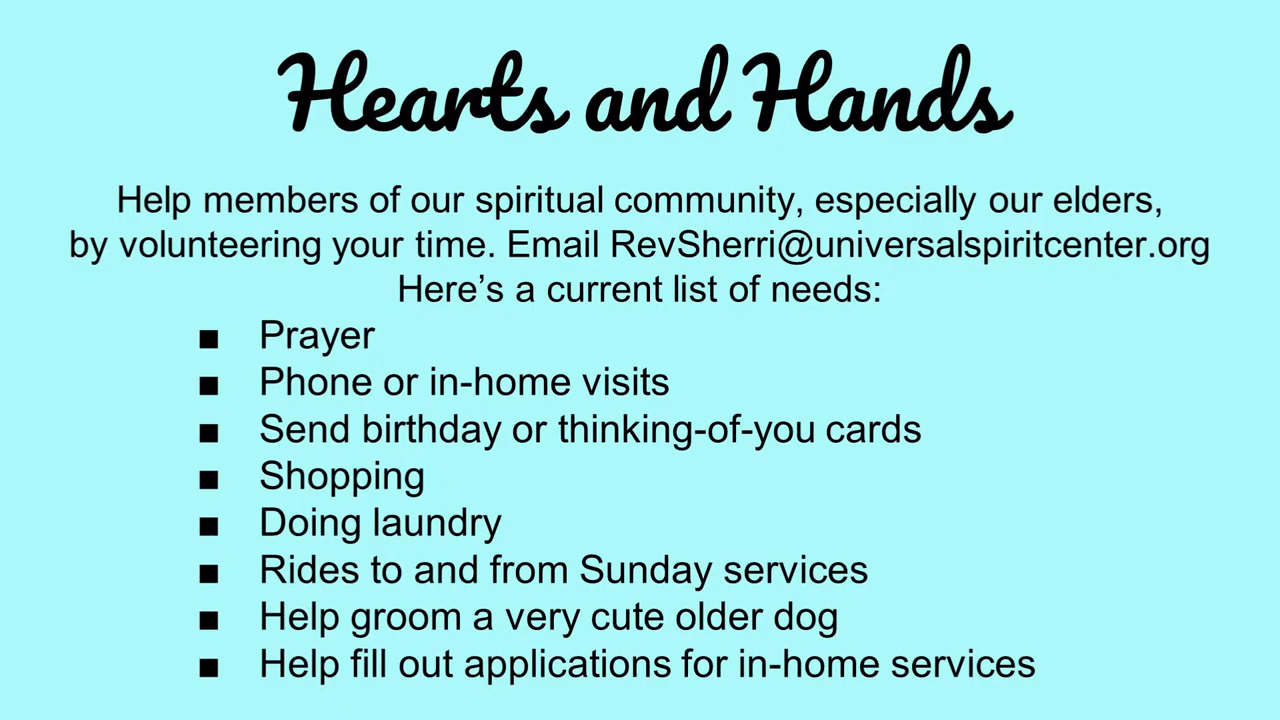 Hearts and Hands
Help members of our spiritual community, especially our elders,
by volunteering your time. Email RevSherri@universalspiritcenter.org
Here’s a current list of needs:
■ Prayer
■ Phone or in-home visits
■ Send birthday or thinking-of-you cards
■ Shopping
■ Doing laundry
■ Rides to and from Sunday services
■ Help groom a very cute older dog
■ Help fill out applications for in-home services